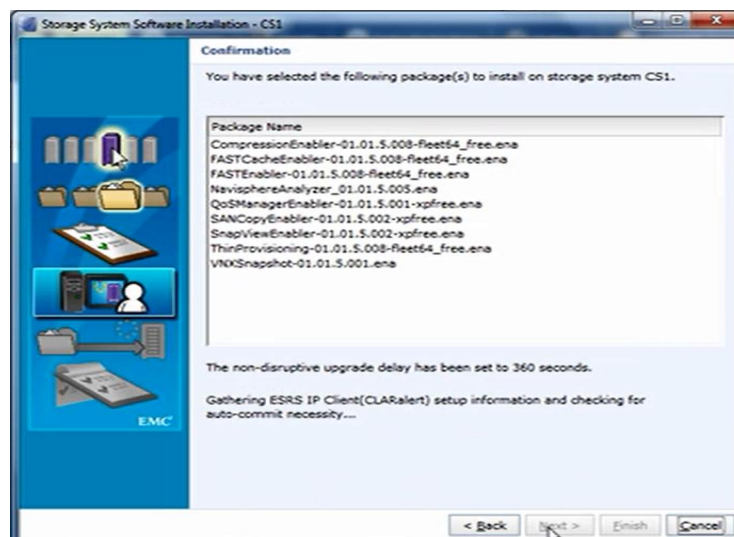 Storage System Software Installation - CS1
Confirmation
You have selected the following package(s) to install on storage system CS1.
Package Name
CompressionEnabler-01.01.5.008-fleet64_free.ena
FASTCacheEnabler-01.01.5.008-fleet64_free.ena
FASTEnabler-01.01.5.008-fleet64_free.ena
NavisphereAnalyzer_01.01.5.005.ena
QoSManagerEnabler-01.01.5.001-xpfree.ena
SANCopyEnabler-01.01.5.002-xpfree.ena
SnapViewEnabler-01.01.5.002-xpfree.ena
ThinProvisioning-01.01.5.008-fleet64_free.ena
VNXSnapshot-01.01.5.001.ena
The non-disruptive upgrade delay has been set to 360 seconds.
Gathering ESRS IP Client(CLARalert) setup information and checking for
auto-commit necessity...
EMC²
< Back Next > Finish Cancel